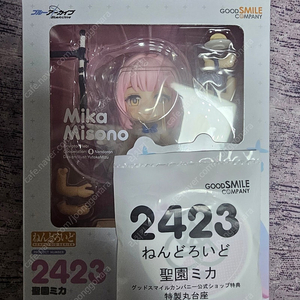 ブルーアーカイブ
GOOD SMILE
COMPANY
Mika
Misono
ねんどろいど
2423
聖園ミカ
GOOD SMILE
COMPANY
2423
ねんどろいど
聖園ミカ
グッドスマイルカンパニー公式ショップ特典
特製丸台座